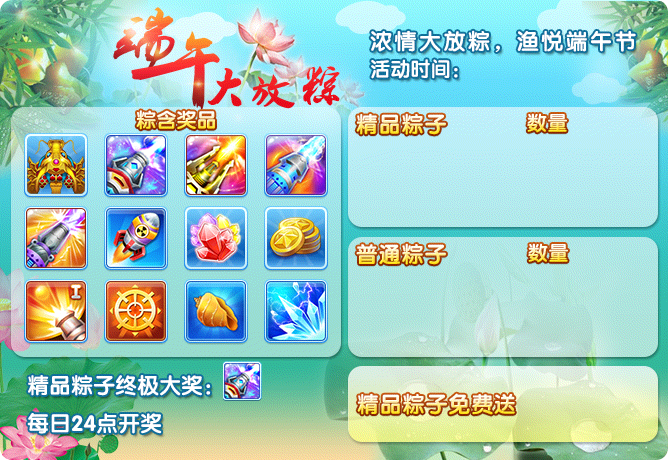 端午大放粽
浓情大放粽，渔悦端午节
活动时间：
粽含奖品
I
精品粽子终极大奖：
每日24点开奖
精品粽子 数量
普通粽子 数量
精品粽子免费送